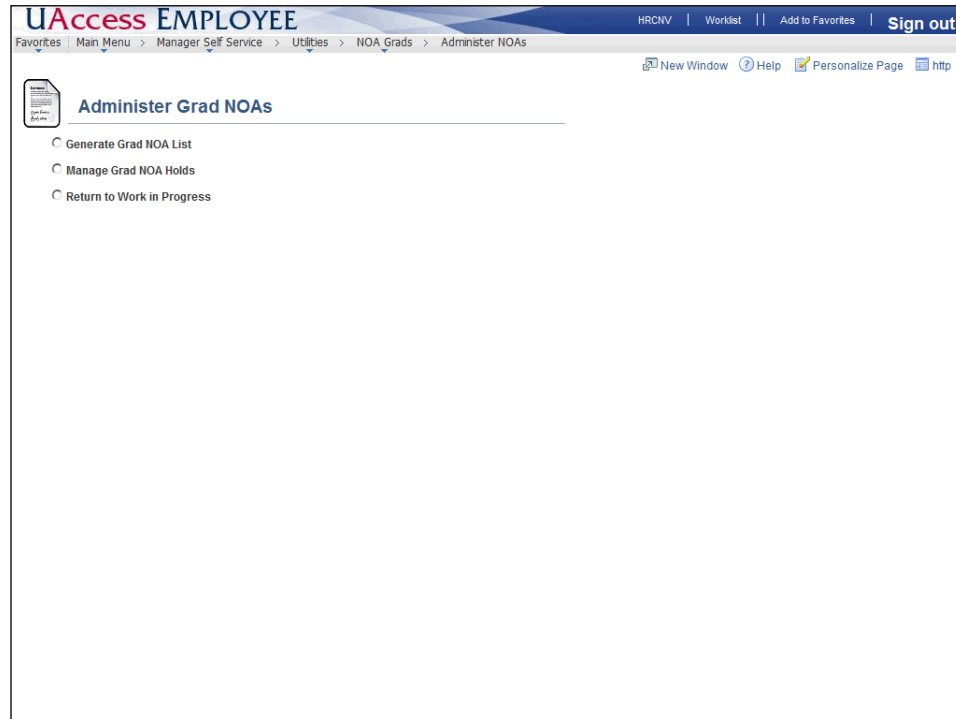 UACCESS EMPLOYEE
HRCNV | Worklist || Add to Favorites | Sign out
Favorites Main Menu > Manager Self Service > Utilities > NOA Grads > Administer NOAs
New Window ? Help Personalize Page http
Administer Grad NOAs
Generate Grad NOA List
Manage Grad NOA Holds
Return to Work in Progress